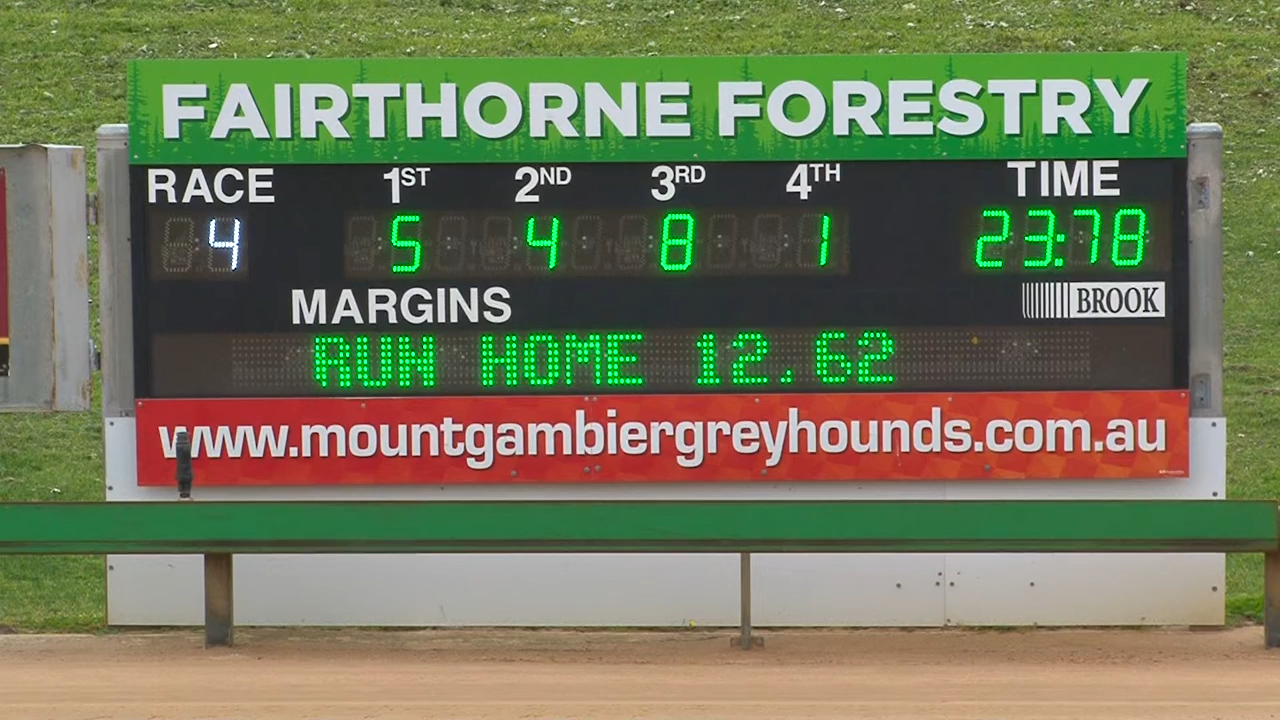 FAIRTHORNE FORESTRY
RACE 1ST 2ND 3RD 4TH TIME
4 5 4 8 1 23:78
MARGINS
BROOK
RUN HOME 12.62
www.mountgambiergreyhounds.com.au